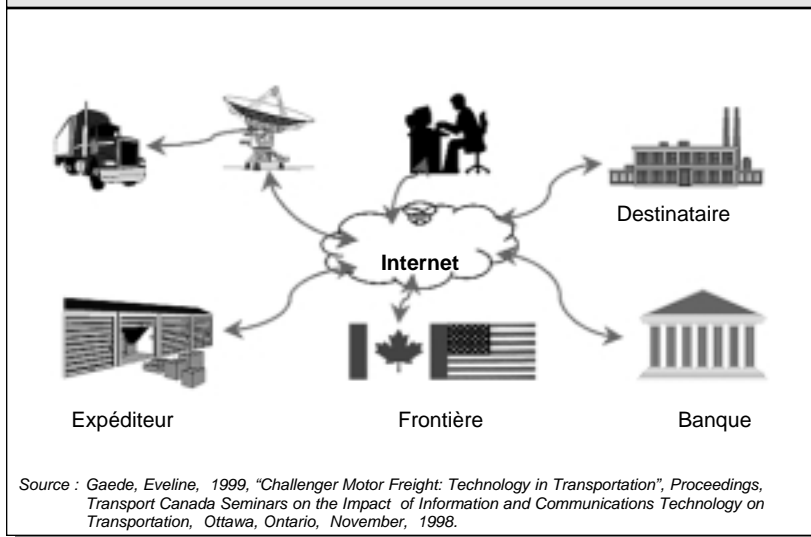 Destinataire
Internet
Expéditeur
Frontière
Banque
Source : Gaede, Eveline, 1999, “Challenger Motor Freight: Technology in Transportation”, Proceedings,
Transport Canada Seminars on the Impact of Information and Communications Technology on
Transportation, Ottawa, Ontario, November, 1998.